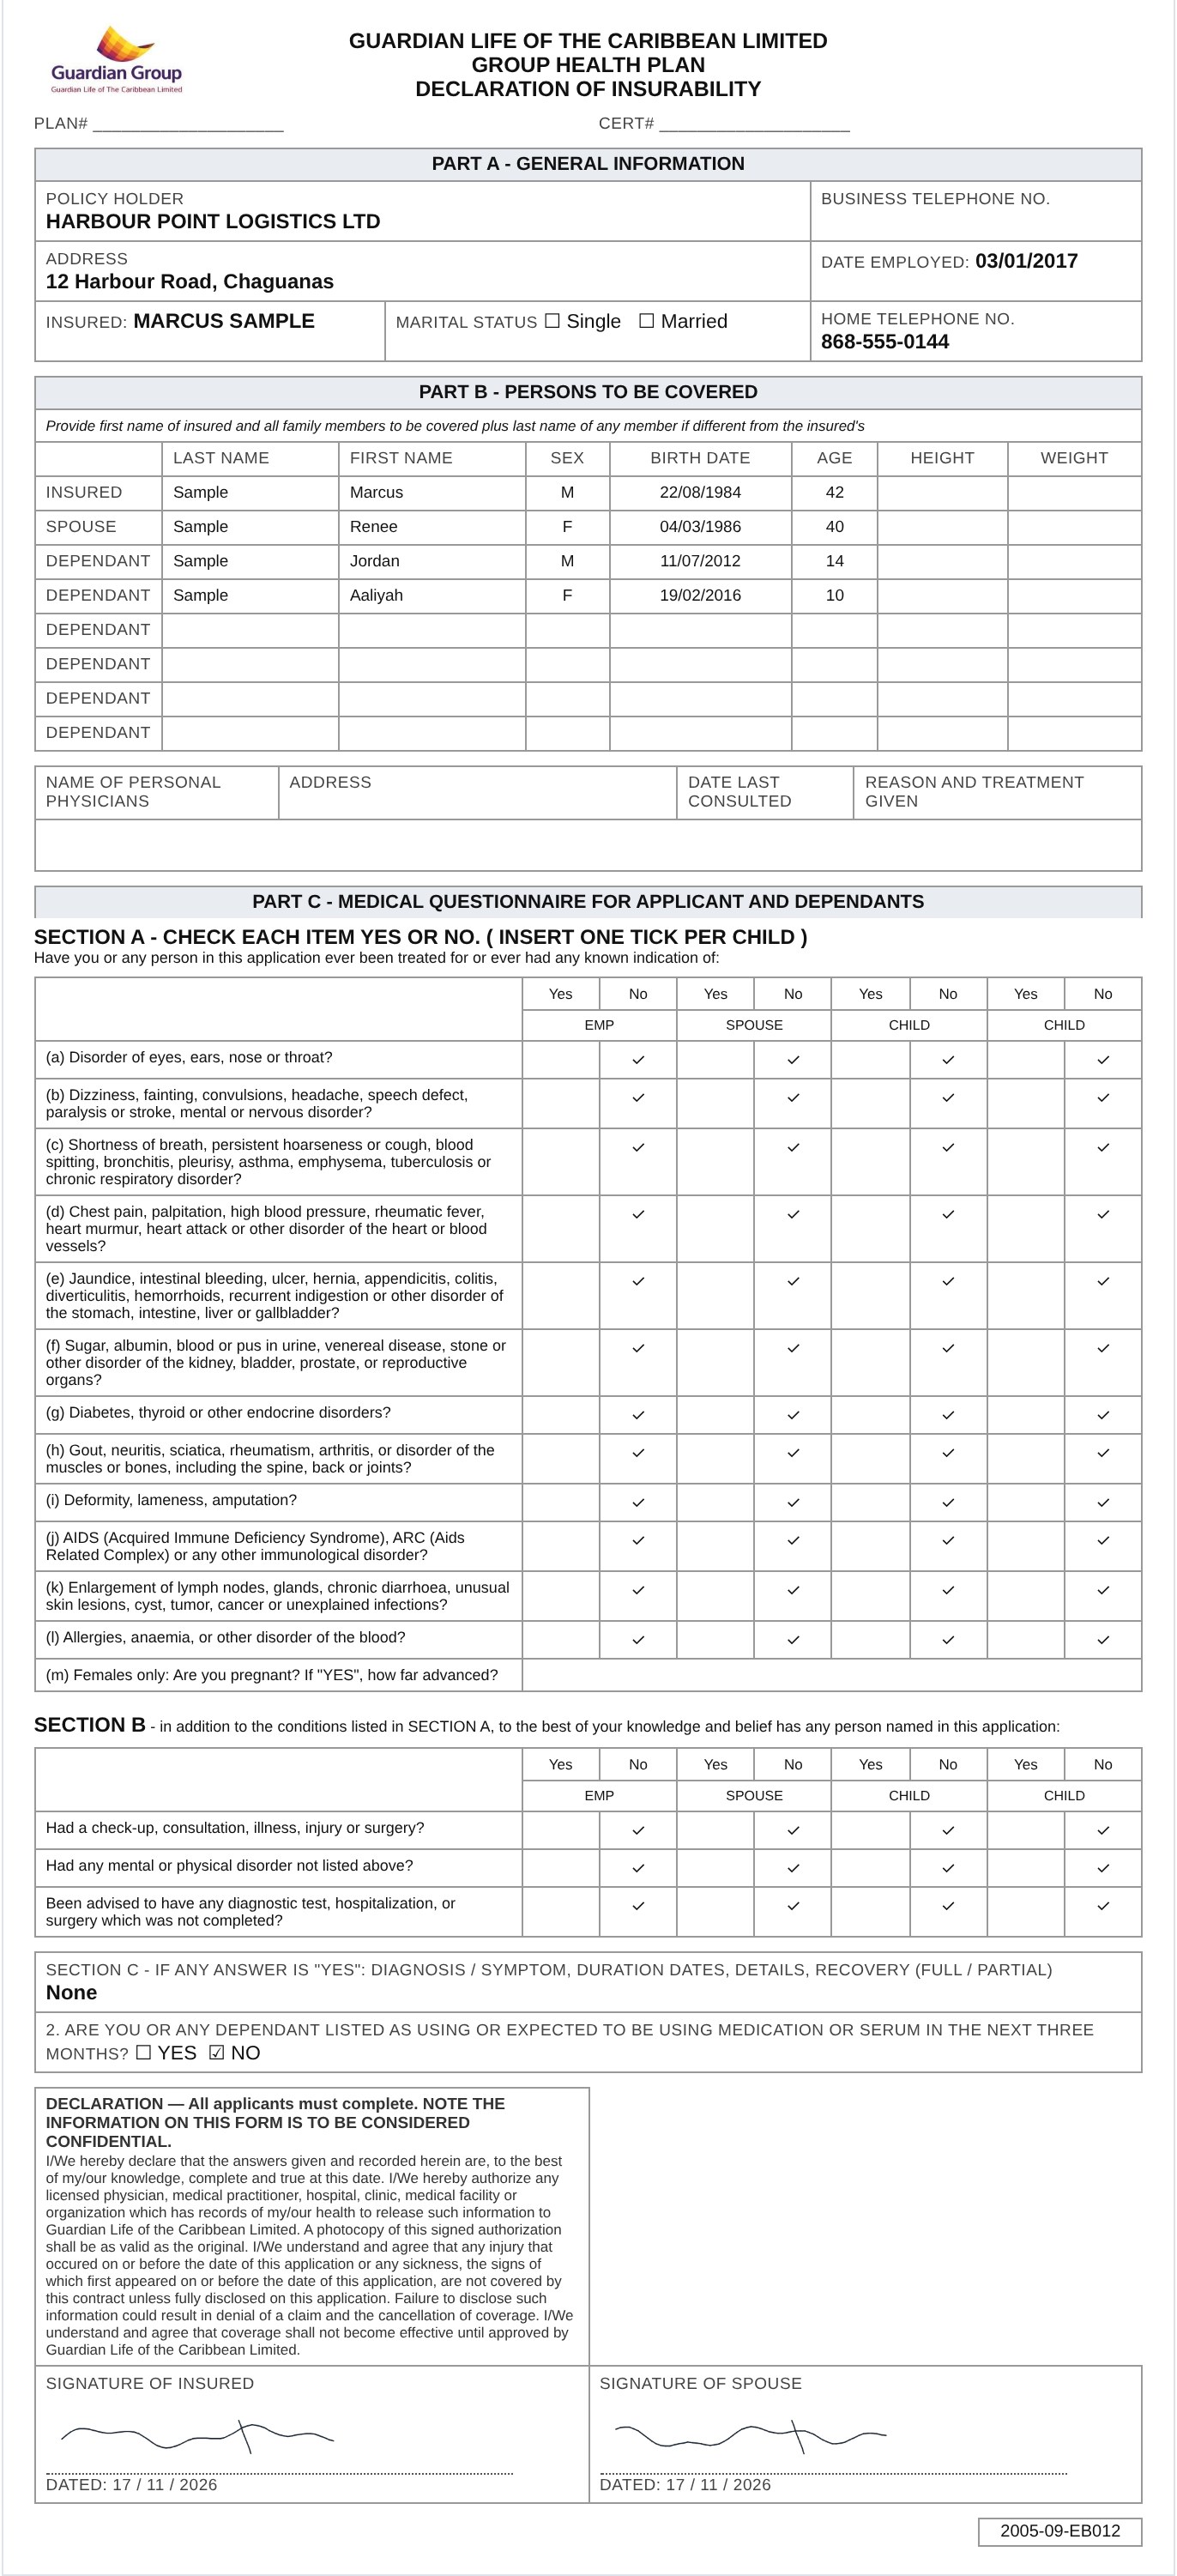 Guardian Group
Guardian Life of The Caribbean Limited
GUARDIAN LIFE OF THE CARIBBEAN LIMITED
GROUP HEALTH PLAN
DECLARATION OF INSURABILITY
PLAN# ____________________ CERT# ____________________
PART A - GENERAL INFORMATION
POLICY HOLDER BUSINESS TELEPHONE NO.
HARBOUR POINT LOGISTICS LTD
ADDRESS DATE EMPLOYED: 03/01/2017
12 Harbour Road, Chaguanas
INSURED: MARCUS SAMPLE MARITAL STATUS ☐ Single ☐ Married HOME TELEPHONE NO.
868-555-0144
PART B - PERSONS TO BE COVERED
Provide first name of insured and all family members to be covered plus last name of any member if different from the insured's
LAST NAME FIRST NAME SEX BIRTH DATE AGE HEIGHT WEIGHT
INSURED Sample Marcus M 22/08/1984 42
SPOUSE Sample Renee F 04/03/1986 40
DEPENDANT Sample Jordan M 11/07/2012 14
DEPENDANT Sample Aaliyah F 19/02/2016 10
DEPENDANT
DEPENDANT
DEPENDANT
DEPENDANT
NAME OF PERSONAL PHYSICIANS ADDRESS DATE LAST CONSULTED REASON AND TREATMENT GIVEN
PART C - MEDICAL QUESTIONNAIRE FOR APPLICANT AND DEPENDANTS
SECTION A - CHECK EACH ITEM YES OR NO. ( INSERT ONE TICK PER CHILD )
Have you or any person in this application ever been treated for or ever had any known indication of:
Yes No Yes No Yes No Yes No
EMP SPOUSE CHILD CHILD
(a) Disorder of eyes, ears, nose or throat? ✓ ✓ ✓ ✓
(b) Dizziness, fainting, convulsions, headache, speech defect, ✓ ✓ ✓ ✓
paralysis or stroke, mental or nervous disorder?
(c) Shortness of breath, persistent hoarseness or cough, blood ✓ ✓ ✓ ✓
spitting, bronchitis, pleurisy, asthma, emphysema, tuberculosis or
chronic respiratory disorder?
(d) Chest pain, palpitation, high blood pressure, rheumatic fever, ✓ ✓ ✓ ✓
heart murmur, heart attack or other disorder of the heart or blood
vessels?
(e) Jaundice, intestinal bleeding, ulcer, hernia, appendicitis, colitis, ✓ ✓ ✓ ✓
diverticulitis, hemorrhoids, recurrent indigestion or other disorder of
the stomach, intestine, liver or gallbladder?
(f) Sugar, albumin, blood or pus in urine, venereal disease, stone or ✓ ✓ ✓ ✓
other disorder of the kidney, bladder, prostate, or reproductive
organs?
(g) Diabetes, thyroid or other endocrine disorders? ✓ ✓ ✓ ✓
(h) Gout, neuritis, sciatica, rheumatism, arthritis, or disorder of the ✓ ✓ ✓ ✓
muscles or bones, including the spine, back or joints?
(i) Deformity, lameness, amputation? ✓ ✓ ✓ ✓
(j) AIDS (Acquired Immune Deficiency Syndrome), ARC (Aids ✓ ✓ ✓ ✓
Related Complex) or any other immunological disorder?
(k) Enlargement of lymph nodes, glands, chronic diarrhoea, unusual ✓ ✓ ✓ ✓
skin lesions, cyst, tumor, cancer or unexplained infections?
(l) Allergies, anaemia, or other disorder of the blood? ✓ ✓ ✓ ✓
(m) Females only: Are you pregnant? If "YES", how far advanced?
SECTION B - in addition to the conditions listed in SECTION A, to the best of your knowledge and belief has any person named in this application:
Yes No Yes No Yes No Yes No
EMP SPOUSE CHILD CHILD
Had a check-up, consultation, illness, injury or surgery? ✓ ✓ ✓ ✓
Had any mental or physical disorder not listed above? ✓ ✓ ✓ ✓
Been advised to have any diagnostic test, hospitalization, or ✓ ✓ ✓ ✓
surgery which was not completed?
SECTION C - IF ANY ANSWER IS "YES": DIAGNOSIS / SYMPTOM, DURATION DATES, DETAILS, RECOVERY (FULL / PARTIAL)
None
2. ARE YOU OR ANY DEPENDANT LISTED AS USING OR EXPECTED TO BE USING MEDICATION OR SERUM IN THE NEXT THREE
MONTHS? ☐ YES ☑ NO
DECLARATION — All applicants must complete. NOTE THE
INFORMATION ON THIS FORM IS TO BE CONSIDERED
CONFIDENTIAL.
I/We hereby declare that the answers given and recorded herein are, to the best
of my/our knowledge, complete and true at this date. I/We hereby authorize any
licensed physician, medical practitioner, hospital, clinic, medical facility or
organization which has records of my/our health to release such information to
Guardian Life of the Caribbean Limited. A photocopy of this signed authorization
shall be as valid as the original. I/We understand and agree that any injury that
occured on or before the date of this application or any sickness, the signs of
which first appeared on or before the date of this application, are not covered by
this contract unless fully disclosed on this application. Failure to disclose such
information could result in denial of a claim and the cancellation of coverage. I/We
understand and agree that coverage shall not become effective until approved by
Guardian Life of the Caribbean Limited.
SIGNATURE OF INSURED SIGNATURE OF SPOUSE
DATED: 17 / 11 / 2026 DATED: 17 / 11 / 2026
2005-09-EB012